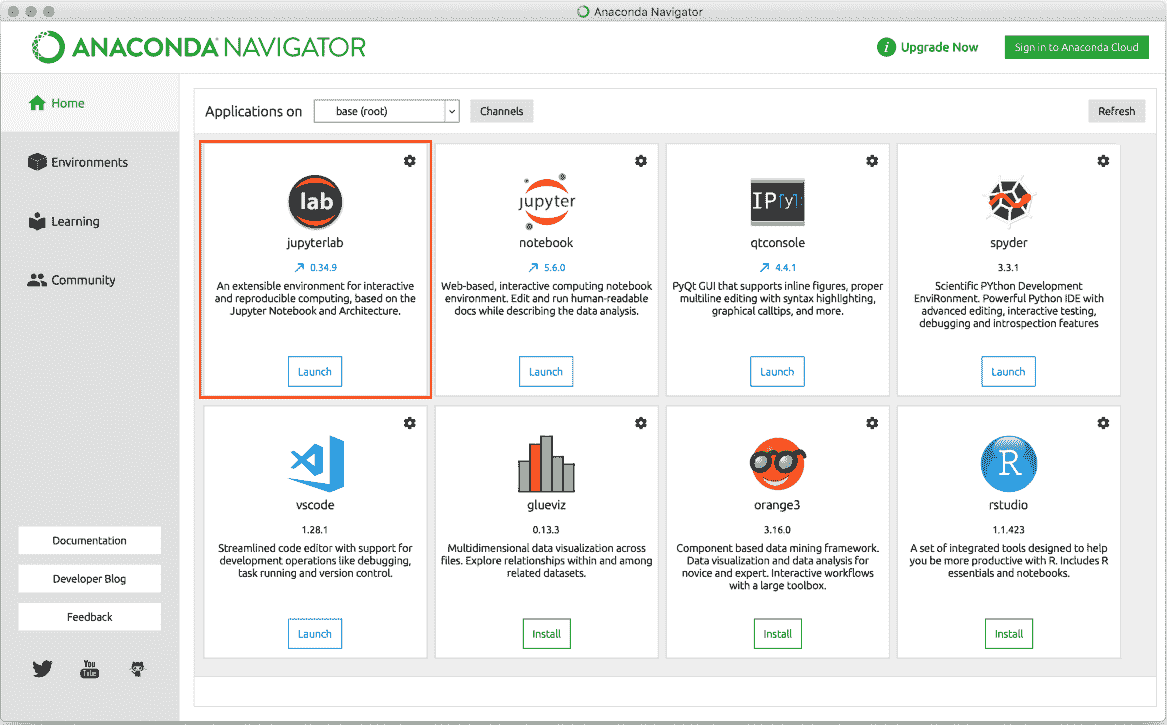 Anaconda Navigator
ANACONDA NAVIGATOR
i Upgrade Now
Sign in to Anaconda Cloud
Home
Environments
Learning
Community
Documentation
Developer Blog
Feedback
You
Tube
Applications on
base (root)
Channels
Refresh
lab
jupyterlab
0.34.9
An extensible environment for interactive
and reproducible computing, based on the
Jupyter Notebook and Architecture.
Launch
jupyter
notebook
5.6.0
Web-based, interactive computing notebook
environment. Edit and run human-readable
docs while describing the data analysis.
Launch
IP[y]:
qtconsole
4.4.1
PyQt GUI that supports inline figures, proper
multiline editing with syntax highlighting,
graphical calltips, and more.
Launch
spyder
3.3.1
Scientific PYthon Development
EnviRonment. Powerful Python IDE with
advanced editing, interactive testing,
debugging and introspection features
Launch
vscode
1.28.1
Streamlined code editor with support for
development operations like debugging,
task running and version control.
Launch
glueviz
0.13.3
Multidimensional data visualization across
files. Explore relationships within and among
related datasets.
Install
orange3
3.16.0
Component based data mining framework.
Data visualization and data analysis for
novice and expert. Interactive workflows
with a large toolbox.
Install
R
rstudio
1.1.423
A set of integrated tools designed to help
you be more productive with R. Includes R
essentials and notebooks.
Install